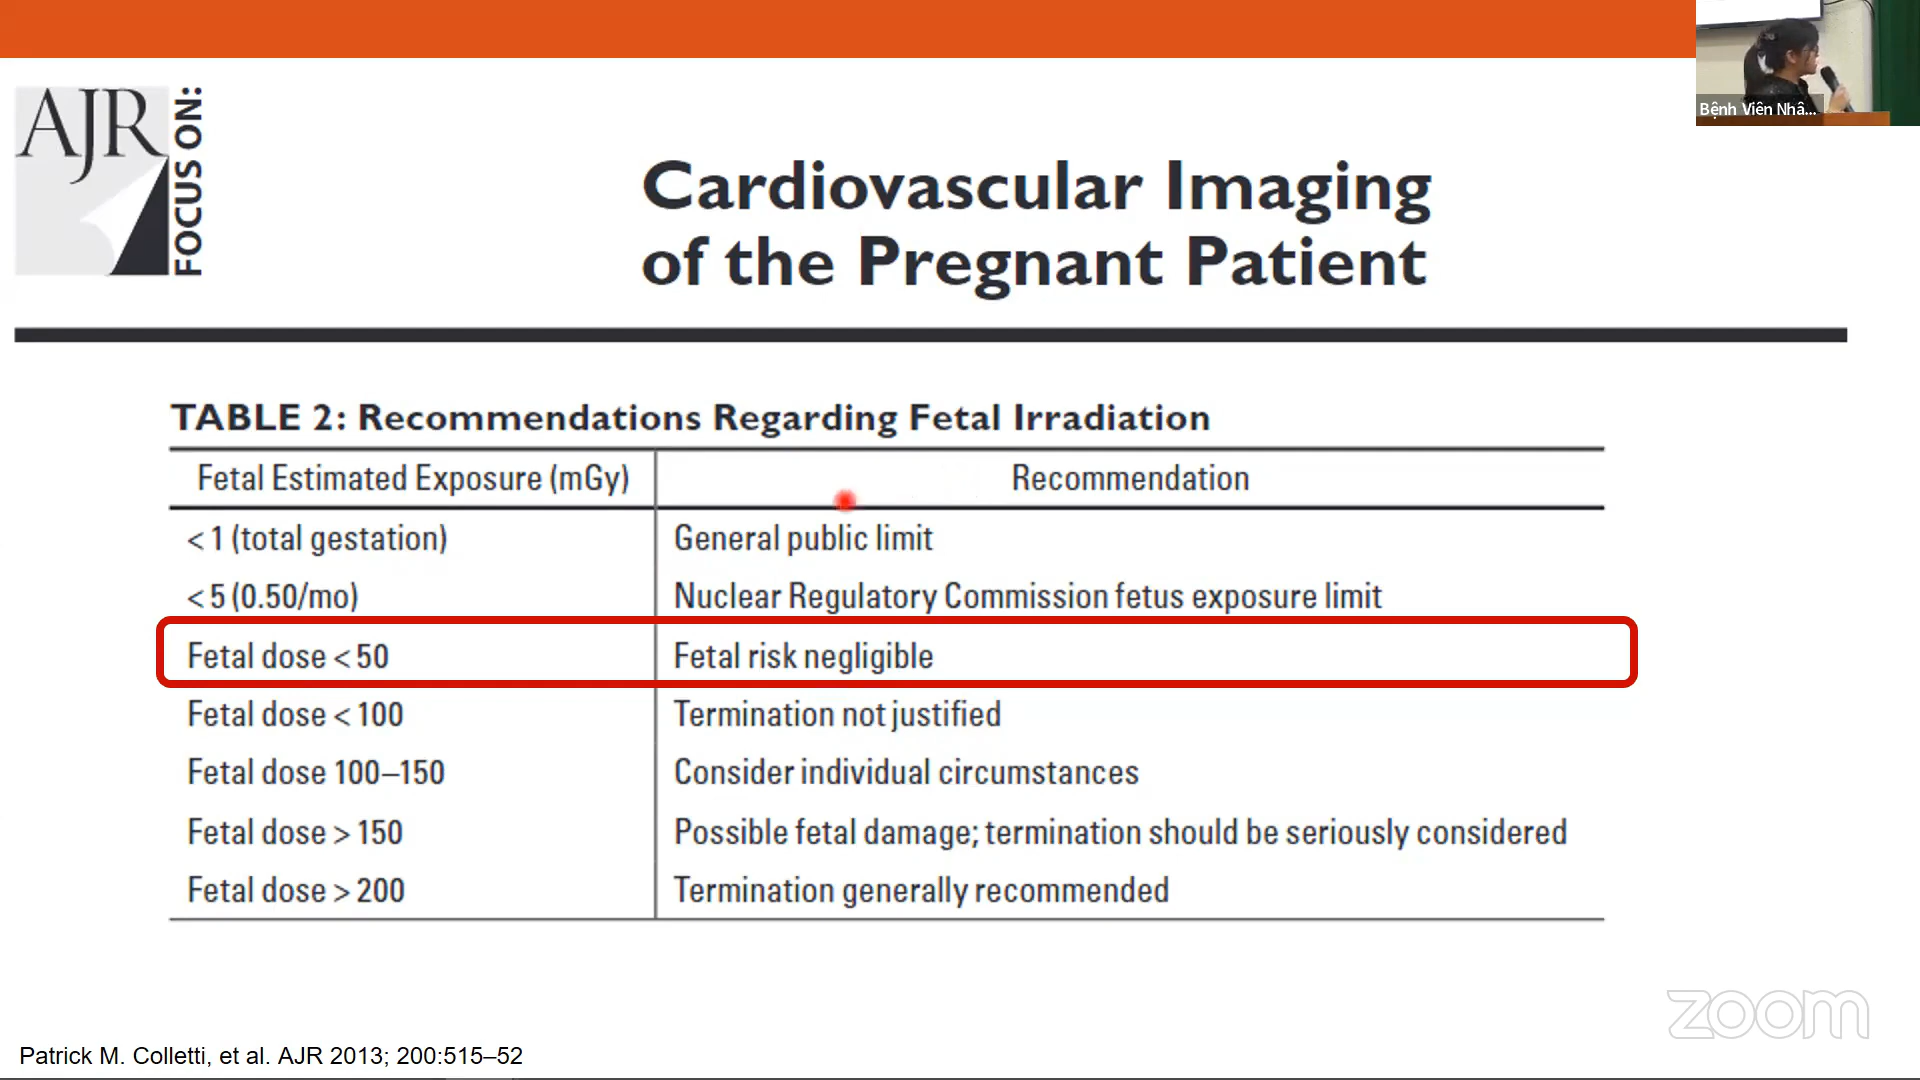 AJR
FOCUS ON:
Bệnh Viên Nhâ...
Cardiovascular Imaging
of the Pregnant Patient
TABLE 2: Recommendations Regarding Fetal Irradiation
Fetal Estimated Exposure (mGy) Recommendation
< 1 (total gestation) General public limit
< 5 (0.50/mo) Nuclear Regulatory Commission fetus exposure limit
Fetal dose < 50 Fetal risk negligible
Fetal dose < 100 Termination not justified
Fetal dose 100–150 Consider individual circumstances
Fetal dose > 150 Possible fetal damage; termination should be seriously considered
Fetal dose > 200 Termination generally recommended
zoom
Patrick M. Colletti, et al. AJR 2013; 200:515–52